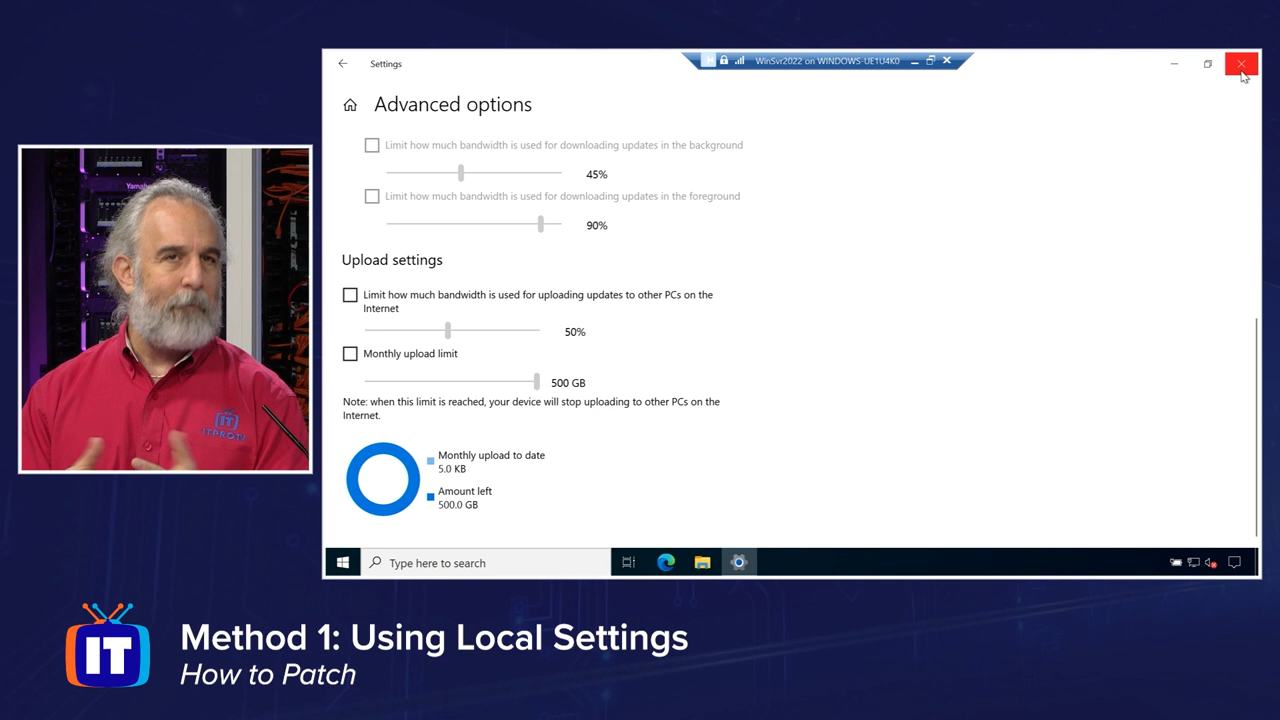 Settings
WinSvr2022 on WINDOWS-UE1U4K0
Advanced options
Limit how much bandwidth is used for downloading updates in the background
45%
Limit how much bandwidth is used for downloading updates in the foreground
90%
Upload settings
Limit how much bandwidth is used for uploading updates to other PCs on the
Internet
50%
Monthly upload limit
500 GB
Note: when this limit is reached, your device will stop uploading to other PCs on the
Internet.
Monthly upload to date
5.0 KB
Amount left
500.0 GB
Type here to search
Yamaha
IT
ITPROTV
IT
Method 1: Using Local Settings
How to Patch